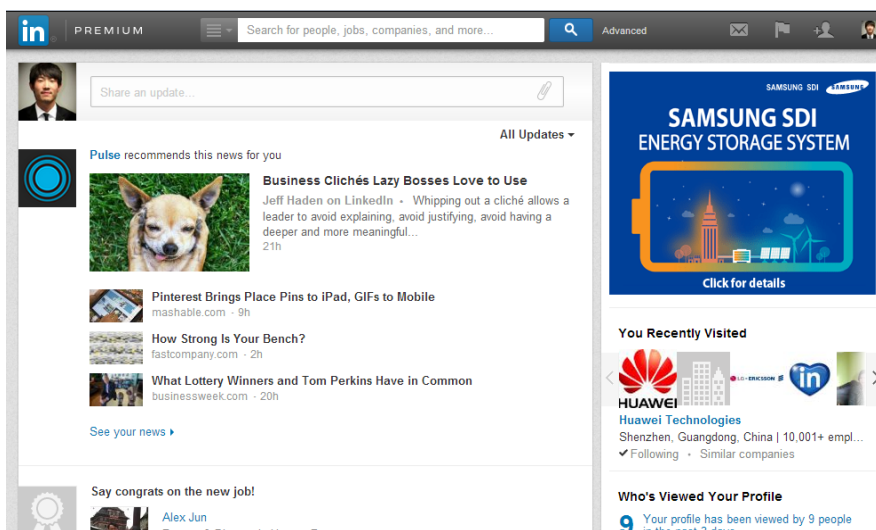 in PREMIUM
Search for people, jobs, companies, and more...
Advanced
Share an update...
All Updates
Pulse recommends this news for you
Business Clichés Lazy Bosses Love to Use
Jeff Haden on LinkedIn • Whipping out a cliché allows a
leader to avoid explaining, avoid justifying, avoid having a
deeper and more meaningful...
21h
Pinterest Brings Place Pins to iPad, GIFs to Mobile
mashable.com · 9h
How Strong Is Your Bench?
fastcompany.com · 2h
What Lottery Winners and Tom Perkins Have in Common
businessweek.com · 20h
See your news
Say congrats on the new job!
Alex Jun
SAMSUNG SDI SAMSUNG
SAMSUNG SDI
ENERGY STORAGE SYSTEM
Click for details
You Recently Visited
HUAWEI
LG-ERICSSON
in
Huawei Technologies
Shenzhen, Guangdong, China | 10,001+ empl...
Following • Similar companies
Who's Viewed Your Profile
9 Your profile has been viewed by 9 people
in the past 3 days